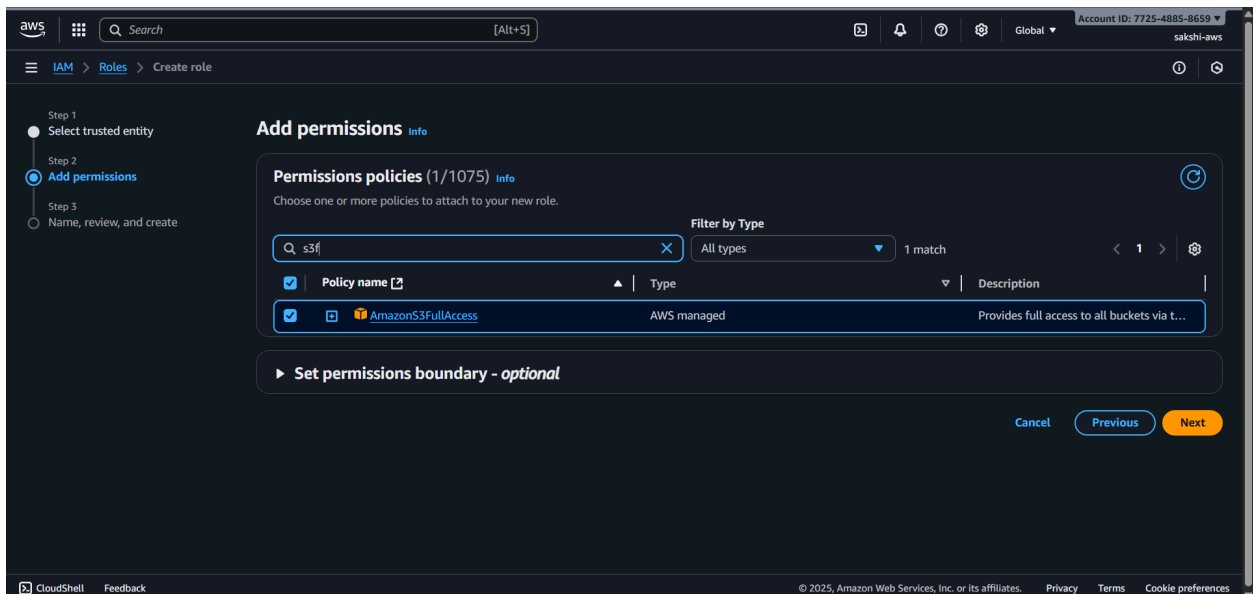 aws
Search [Alt+S]
Global
Account ID: 7725-4885-8659
sakshi-aws
IAM > Roles > Create role
Step 1
Select trusted entity
Step 2
Add permissions
Step 3
Name, review, and create
Add permissions Info
Permissions policies (1/1075) Info
Choose one or more policies to attach to your new role.
Filter by Type
s3f All types 1 match 1
Policy name Type Description
AmazonS3FullAccess AWS managed Provides full access to all buckets via t...
Set permissions boundary - optional
Cancel Previous Next
CloudShell Feedback © 2025, Amazon Web Services, Inc. or its affiliates. Privacy Terms Cookie preferences